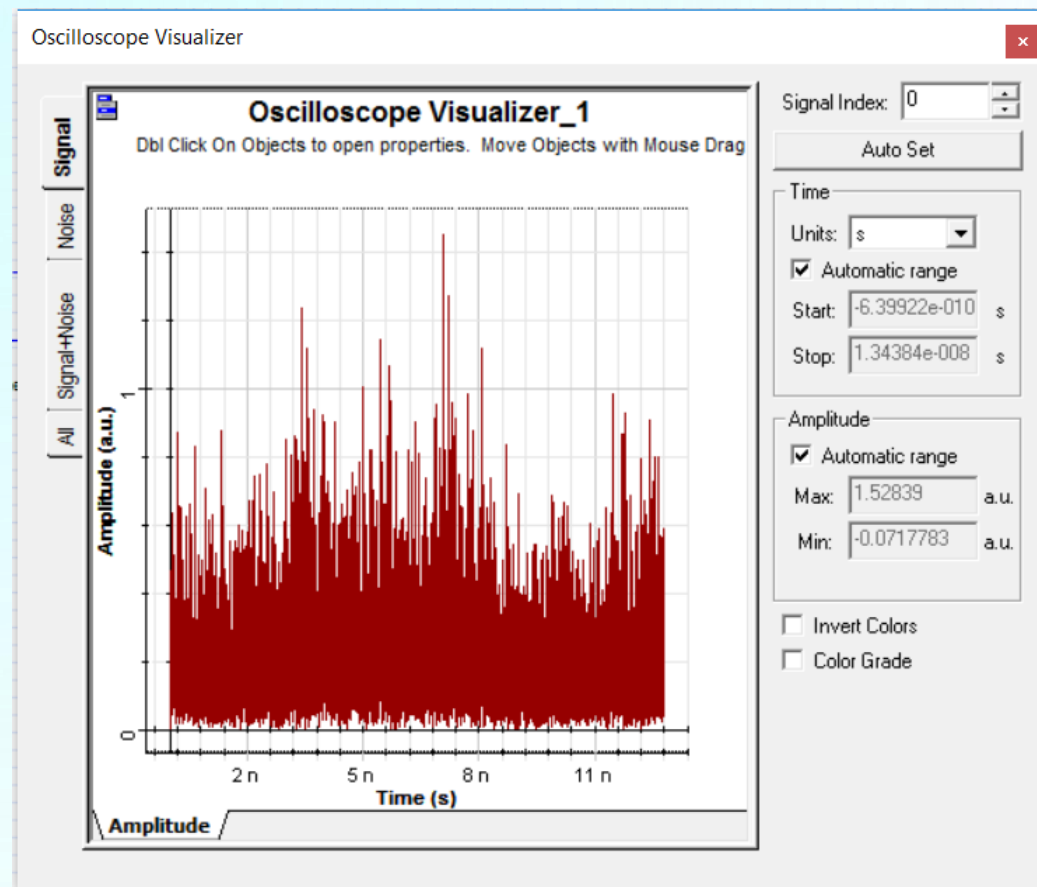 Oscilloscope Visualizer
x
Signal
Noise
Signal+Noise
All
Oscilloscope Visualizer_1
Dbl Click On Objects to open properties. Move Objects with Mouse Drag
Amplitude (a.u.)
1
0
2 n 5 n 8 n 11 n
Time (s)
Amplitude
Signal Index: 0
Auto Set
Time
Units: s
Automatic range
Start: -6.39922e-010 s
Stop: 1.34384e-008 s
Amplitude
Automatic range
Max: 1.52839 a.u.
Min: -0.0717783 a.u.
Invert Colors
Color Grade